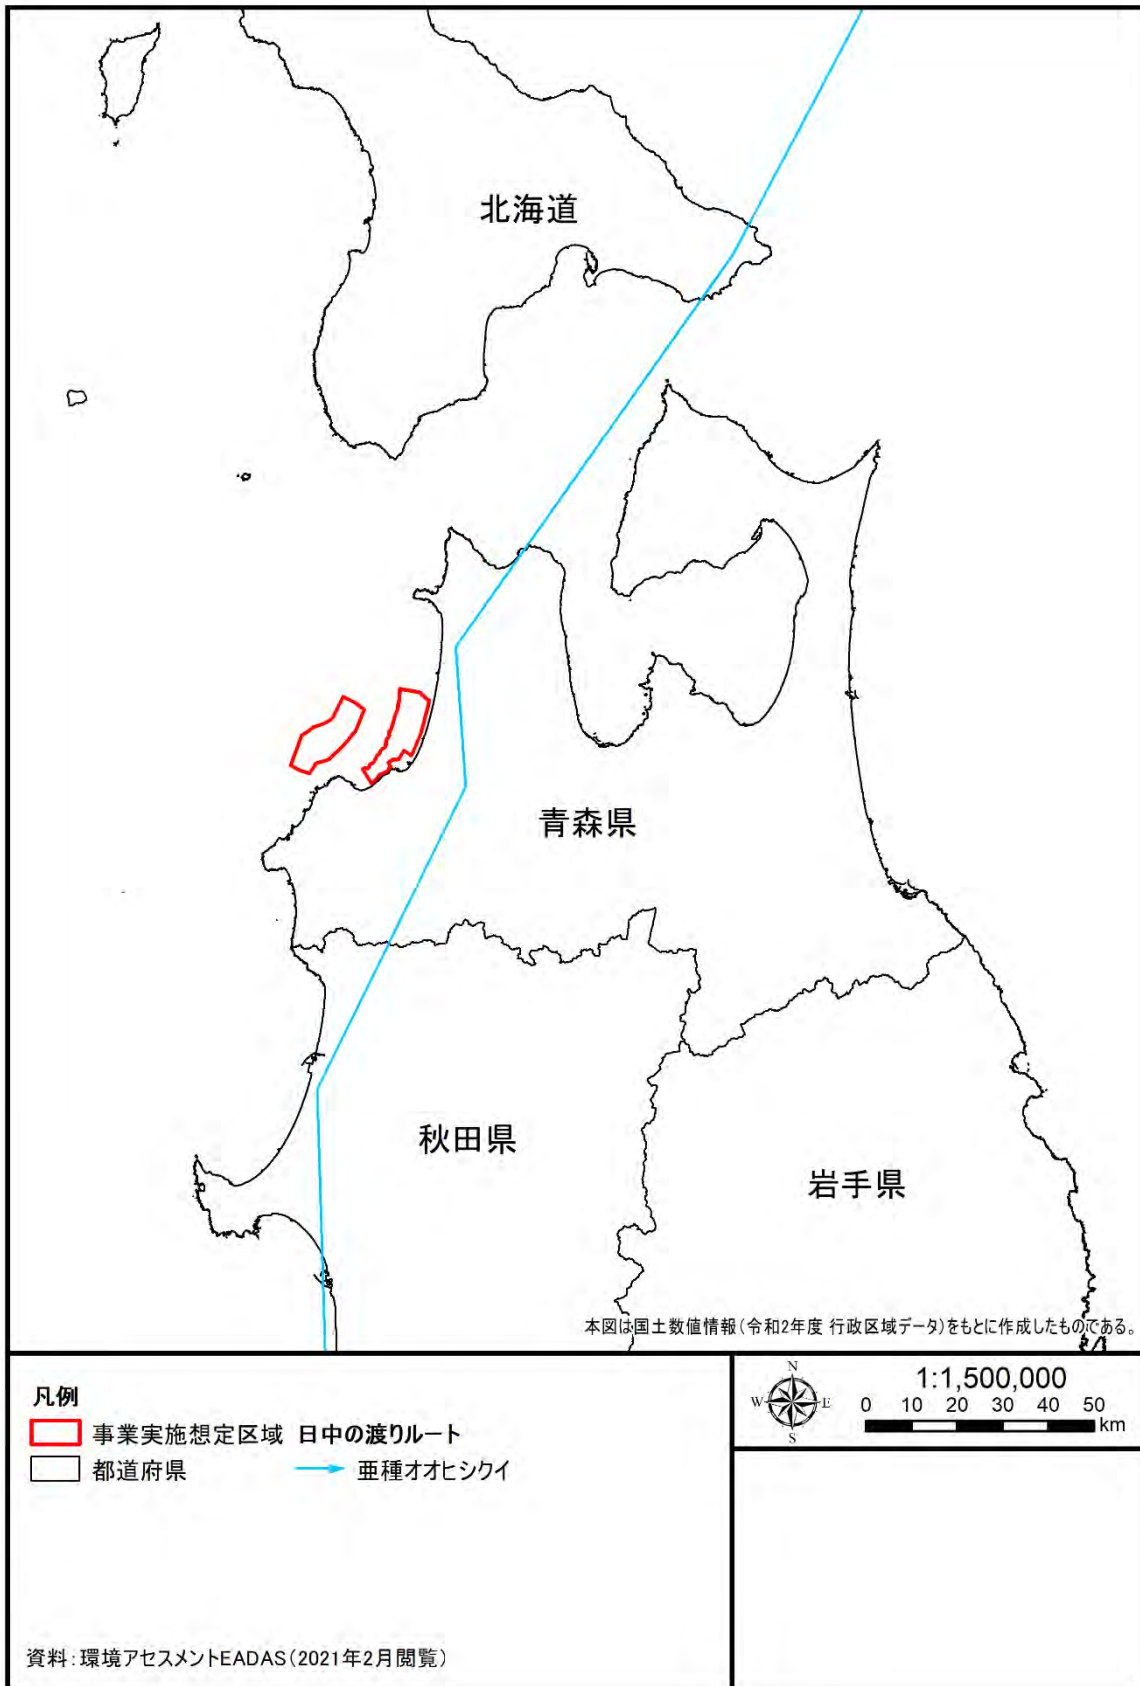 北海道
青森県
秋田県
岩手県
本図は国土数値情報(令和2年度 行政区域データ)をもとに作成したものである。
凡例
事業実施想定区域 日中の渡りルート
都道府県 亜種オオヒシクイ
資料:環境アセスメントEADAS(2021年2月閲覧)
N
W E
S
1:1,500,000
0 10 20 30 40 50
km